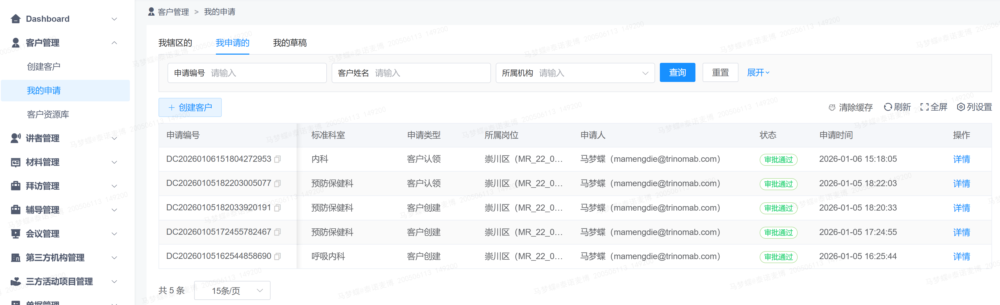 Dashboard
客户管理
创建客户
我的申请
客户资源库
讲者管理
材料管理
拜访管理
辅导管理
会议管理
第三方机构管理
三方活动项目管理
单据管理
客户管理 > 我的申请
我辖区的 我申请的 我的草稿
申请编号 请输入 客户姓名 请输入 所属机构 请输入 查询 重置 展开
+ 创建客户 清除缓存 刷新 全屏 列设置
申请编号 标准科室 申请类型 所属岗位 申请人 状态 申请时间 操作
DC20260106151804272953 内科 客户认领 崇川区（MR_22_0... 马梦蝶（mamengdie@trinomab.com） 审批通过 2026-01-06 15:18:05 详情
DC20260105182203005077 预防保健科 客户认领 崇川区（MR_22_0... 马梦蝶（mamengdie@trinomab.com） 审批通过 2026-01-05 18:22:03 详情
DC20260105182033920191 预防保健科 客户创建 崇川区（MR_22_0... 马梦蝶（mamengdie@trinomab.com） 审批通过 2026-01-05 18:20:33 详情
DC20260105172455782467 预防保健科 客户创建 崇川区（MR_22_0... 马梦蝶（mamengdie@trinomab.com） 审批通过 2026-01-05 17:24:55 详情
DC20260105162544858690 呼吸内科 客户创建 崇川区（MR_22_0... 马梦蝶（mamengdie@trinomab.com） 审批通过 2026-01-05 16:25:44 详情
共 5 条 15条/页
马梦蝶@泰诺麦博 200506113 149200